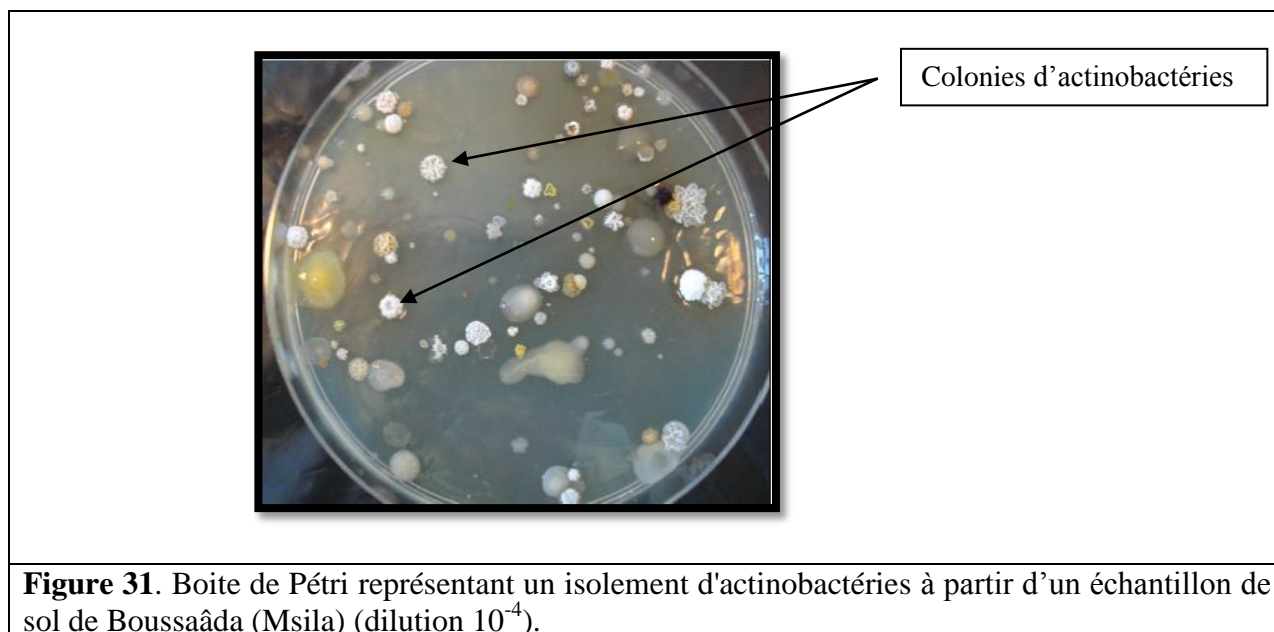 Colonies d’actinobactéries
Figure 31. Boite de Pétri représentant un isolement d'actinobactéries à partir d’un échantillon de
sol de Boussaâda (Msila) (dilution 10⁻⁴).